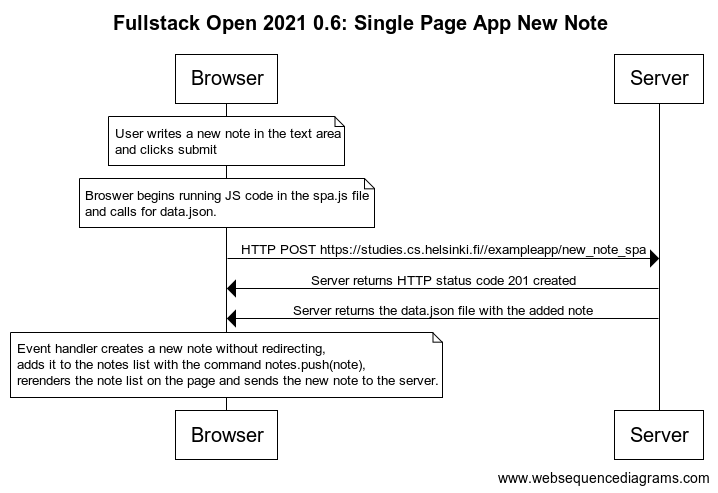 Fullstack Open 2021 0.6: Single Page App New Note
Browser
Server
User writes a new note in the text area
and clicks submit
Broswer begins running JS code in the spa.js file
and calls for data.json.
HTTP POST https://studies.cs.helsinki.fi//exampleapp/new_note_spa
Server returns HTTP status code 201 created
Server returns the data.json file with the added note
Event handler creates a new note without redirecting,
adds it to the notes list with the command notes.push(note),
rerenders the note list on the page and sends the new note to the server.
Browser
Server
www.websequencediagrams.com